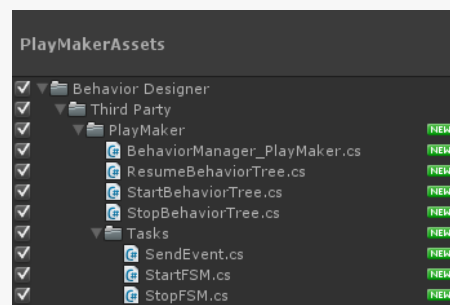 PlayMakerAssets
Behavior Designer
Third Party
PlayMaker NEW
BehaviorManager_PlayMaker.cs NEW
ResumeBehaviorTree.cs NEW
StartBehaviorTree.cs NEW
StopBehaviorTree.cs NEW
Tasks NEW
SendEvent.cs NEW
StartFSM.cs NEW
StopFSM.cs NEW